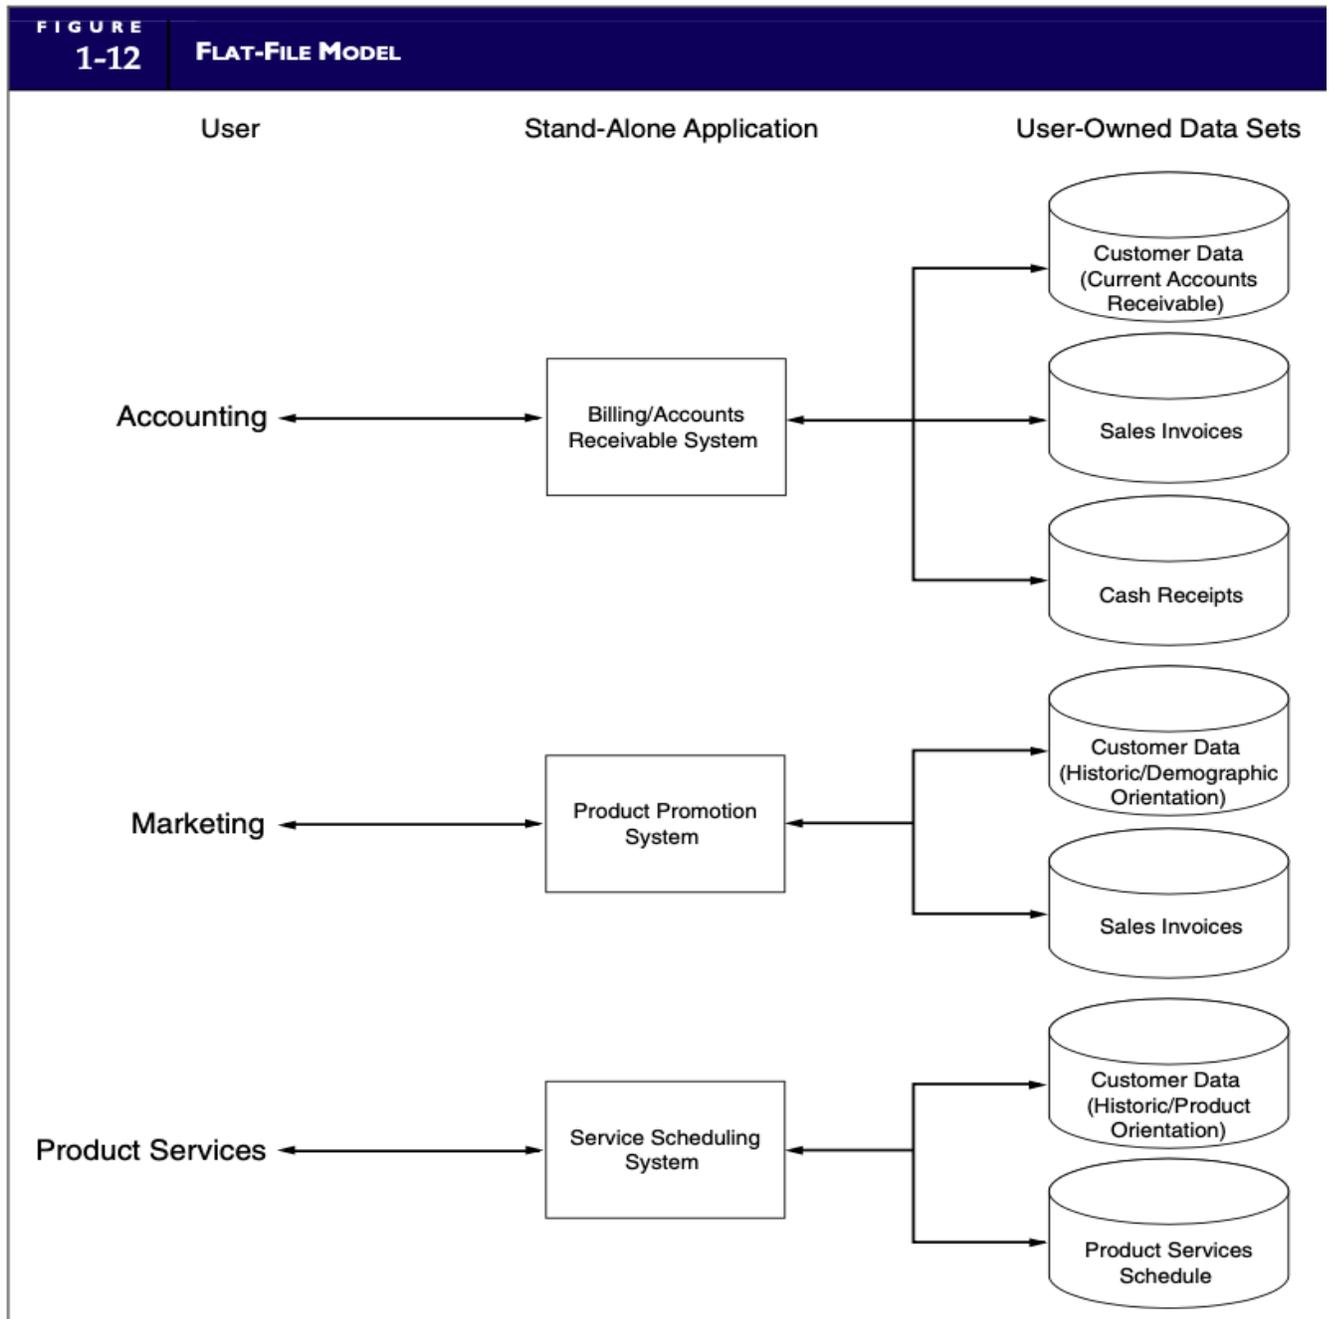 FIGURE
1-12
FLAT-FILE MODEL
User
Stand-Alone Application
User-Owned Data Sets
Customer Data
(Current Accounts
Receivable)
Accounting
Billing/Accounts
Receivable System
Sales Invoices
Cash Receipts
Marketing
Product Promotion
System
Customer Data
(Historic/Demographic
Orientation)
Sales Invoices
Product Services
Service Scheduling
System
Customer Data
(Historic/Product
Orientation)
Product Services
Schedule